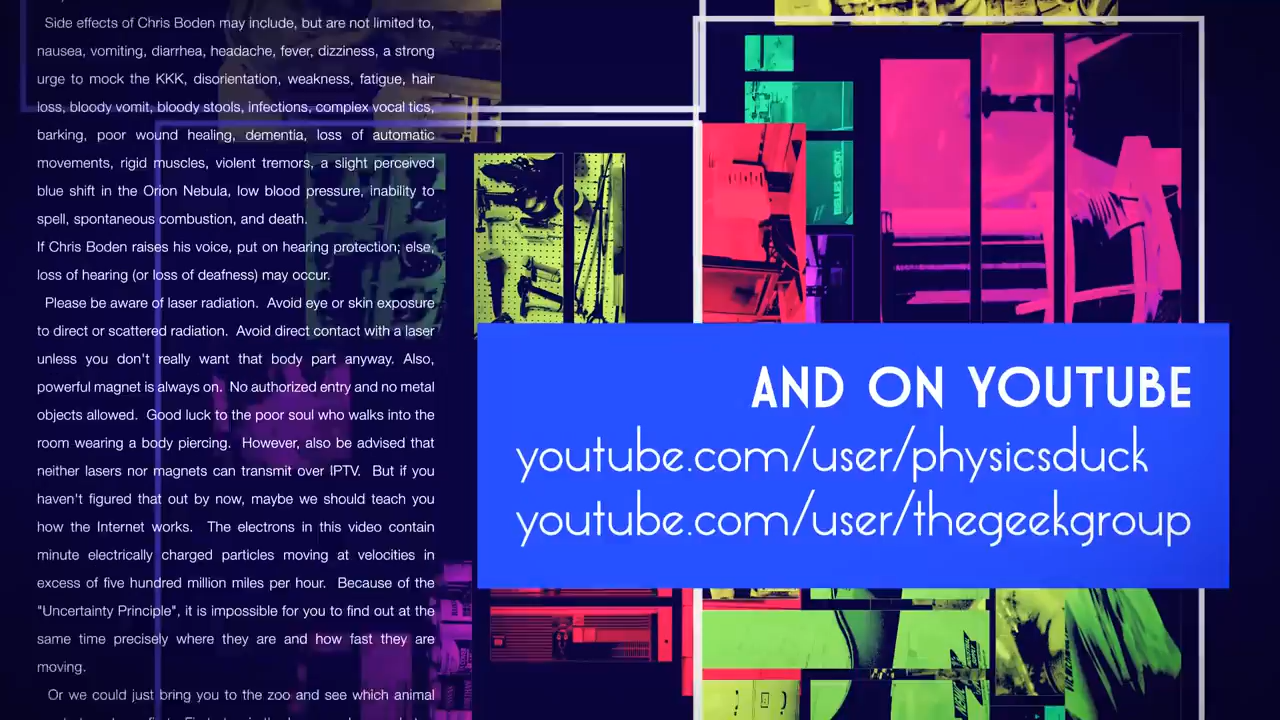 Side effects of Chris Boden may include, but are not limited to,
nausea, vomiting, diarrhea, headache, fever, dizziness, a strong
urge to mock the KKK, disorientation, weakness, fatigue, hair
loss, bloody vomit, bloody stools, infections, complex vocal tics,
barking, poor wound healing, dementia, loss of automatic
movements, rigid muscles, violent tremors, a slight perceived
blue shift in the Orion Nebula, low blood pressure, inability to
spell, spontaneous combustion, and death.
If Chris Boden raises his voice, put on hearing protection; else,
loss of hearing (or loss of deafness) may occur.
Please be aware of laser radiation. Avoid eye or skin exposure
to direct or scattered radiation. Avoid direct contact with a laser
unless you don't really want that body part anyway. Also,
powerful magnet is always on. No authorized entry and no metal
objects allowed. Good luck to the poor soul who walks into the
room wearing a body piercing. However, also be advised that
neither lasers nor magnets can transmit over IPTV. But if you
haven't figured that out by now, maybe we should teach you
how the Internet works. The electrons in this video contain
minute electrically charged particles moving at velocities in
excess of five hundred million miles per hour. Because of the
"Uncertainty Principle", it is impossible for you to find out at the
same time precisely where they are and how fast they are
moving.
Or we could just bring you to the zoo and see which animal
AND ON YOUTUBE
youtube.com/user/physicsduck
youtube.com/user/thegeekgroup